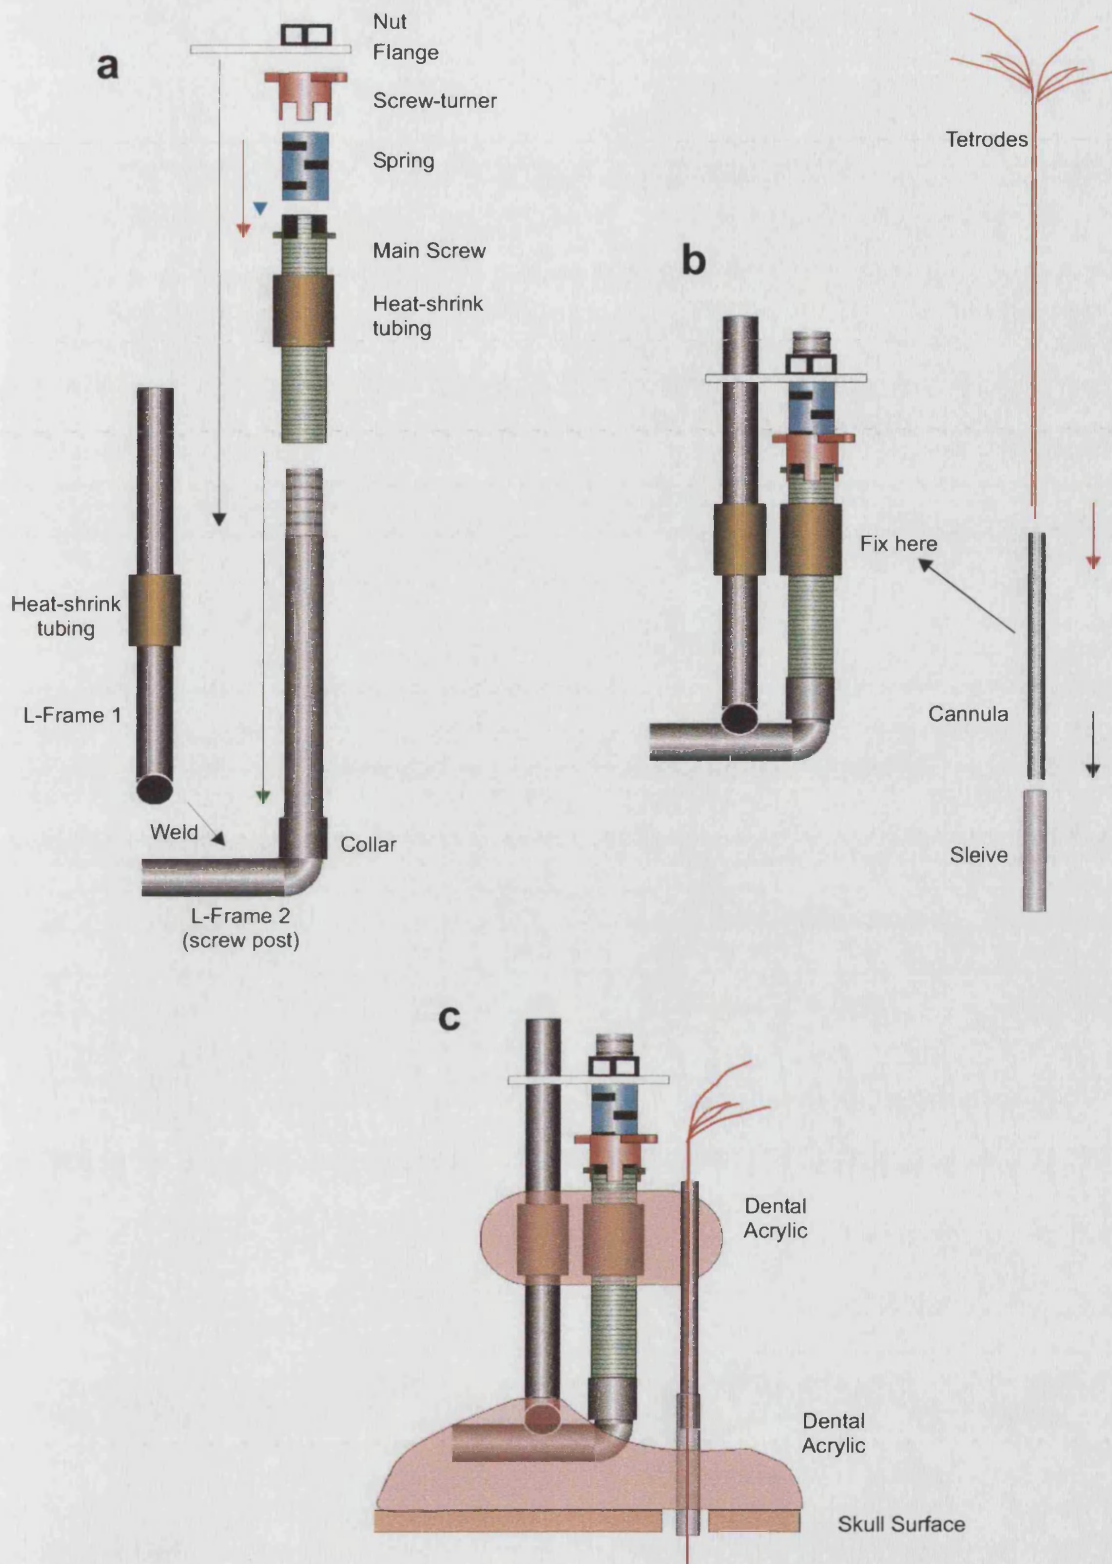 a
Nut
Flange
Screw-turner
Spring
Main Screw
Heat-shrink
tubing
Heat-shrink
tubing
L-Frame 1
Weld
Collar
L-Frame 2
(screw post)
b
Tetrodes
Fix here
Cannula
Sleive
c
Dental
Acrylic
Dental
Acrylic
Skull Surface